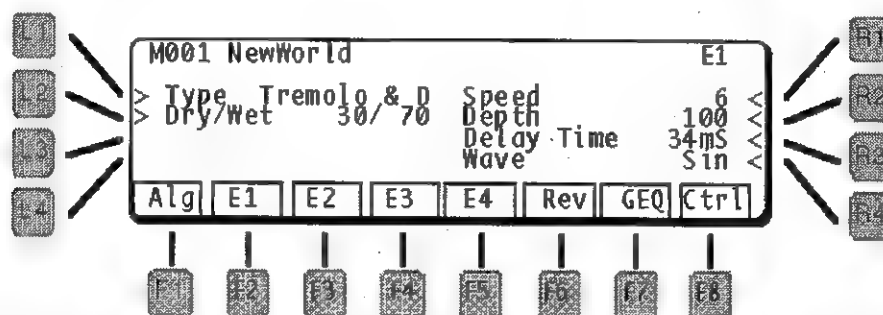 L1
R1
M001 NewWorld E1
L2
R2
> Type Tremolo & D Speed 6 <
> Dry/Wet 30/ 70 Depth 100 <
L3
Delay Time 34mS <
R3
Wave Sin <
L4
R4
Alg E1 E2 E3 E4 Rev GEQ Ctrl
F1 F2 F3 F4 F5 F6 F7 F8